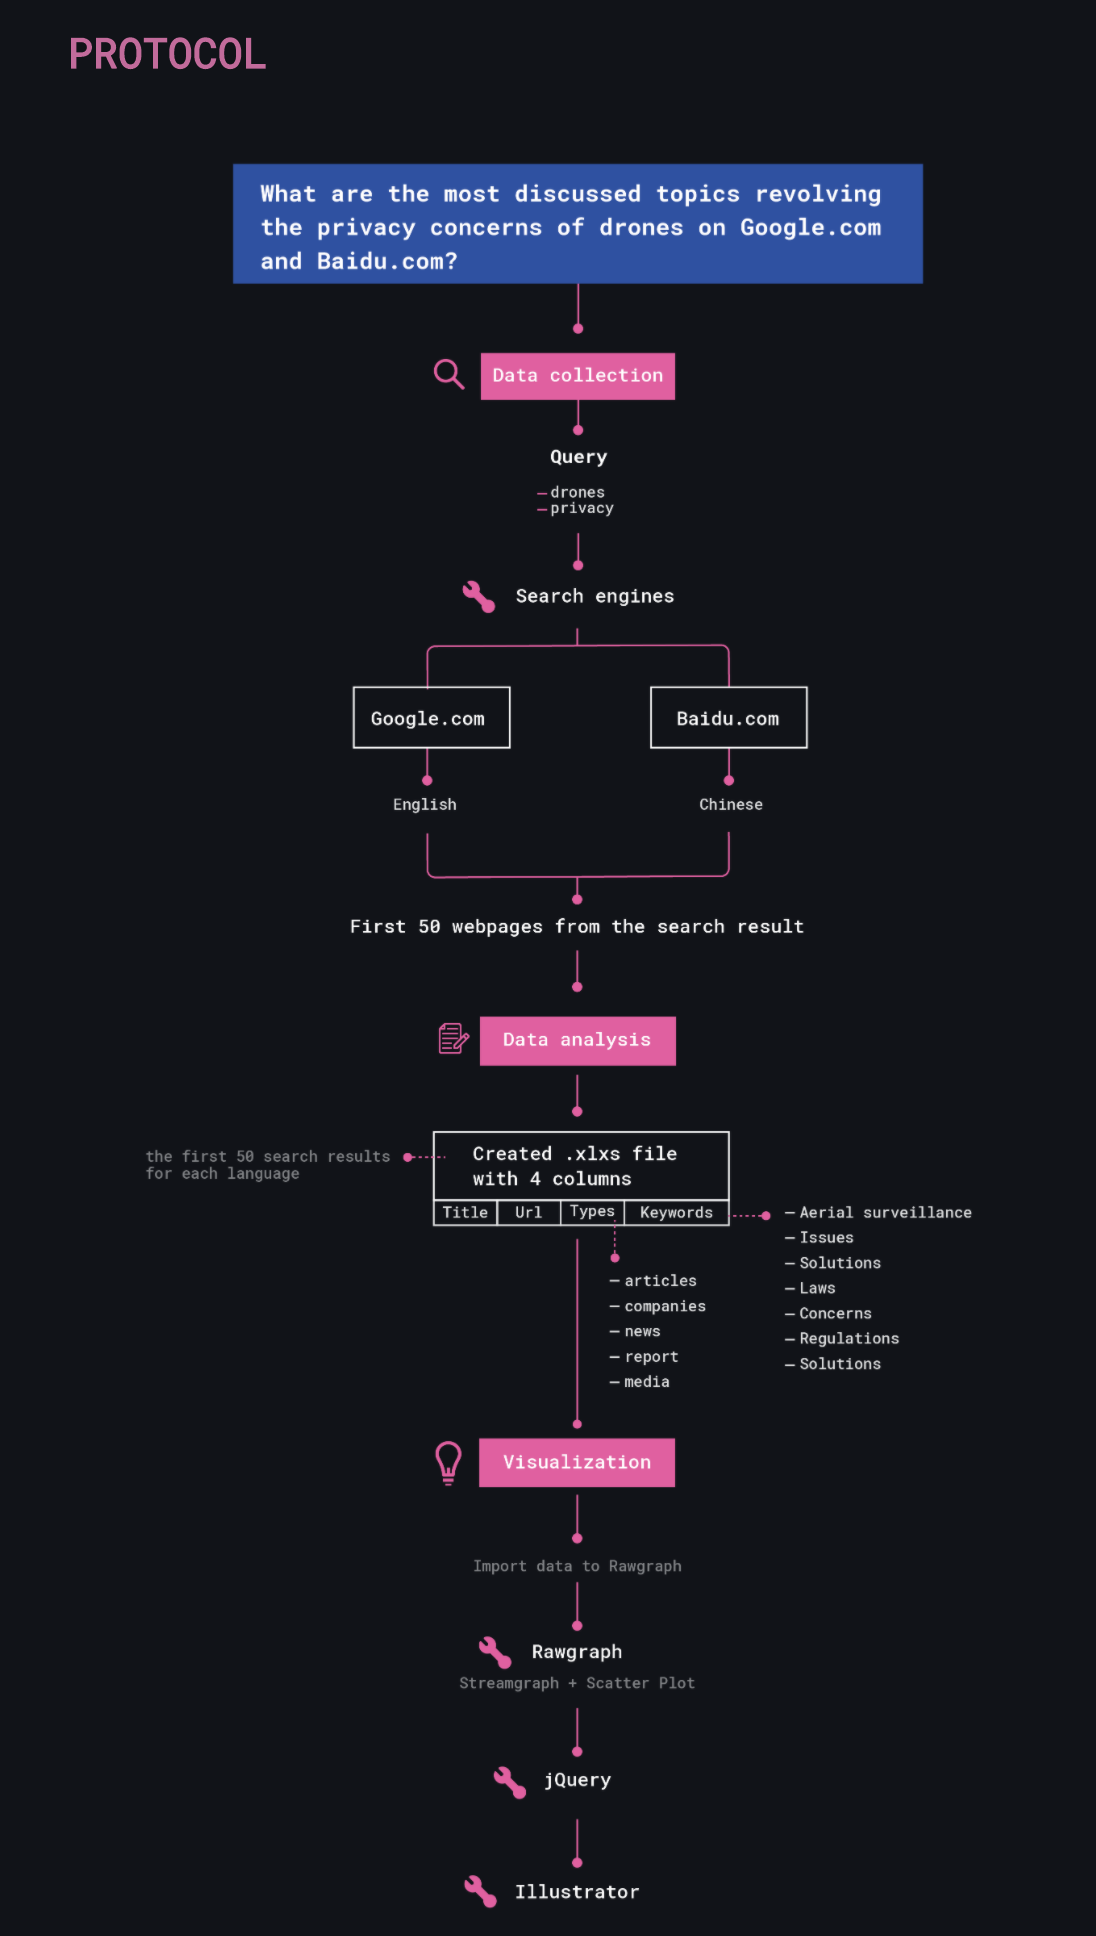 PROTOCOL
What are the most discussed topics revolving
the privacy concerns of drones on Google.com
and Baidu.com?
Data collection
Query
— drones
— privacy
Search engines
Google.com
Baidu.com
English
Chinese
First 50 webpages from the search result
Data analysis
the first 50 search results
for each language
Created .xlxs file
with 4 columns
Title
Url
Types
Keywords
— articles
— companies
— news
— report
— media
— Aerial surveillance
— Issues
— Solutions
— Laws
— Concerns
— Regulations
— Solutions
Visualization
Import data to Rawgraph
Rawgraph
Streamgraph + Scatter Plot
jQuery
Illustrator